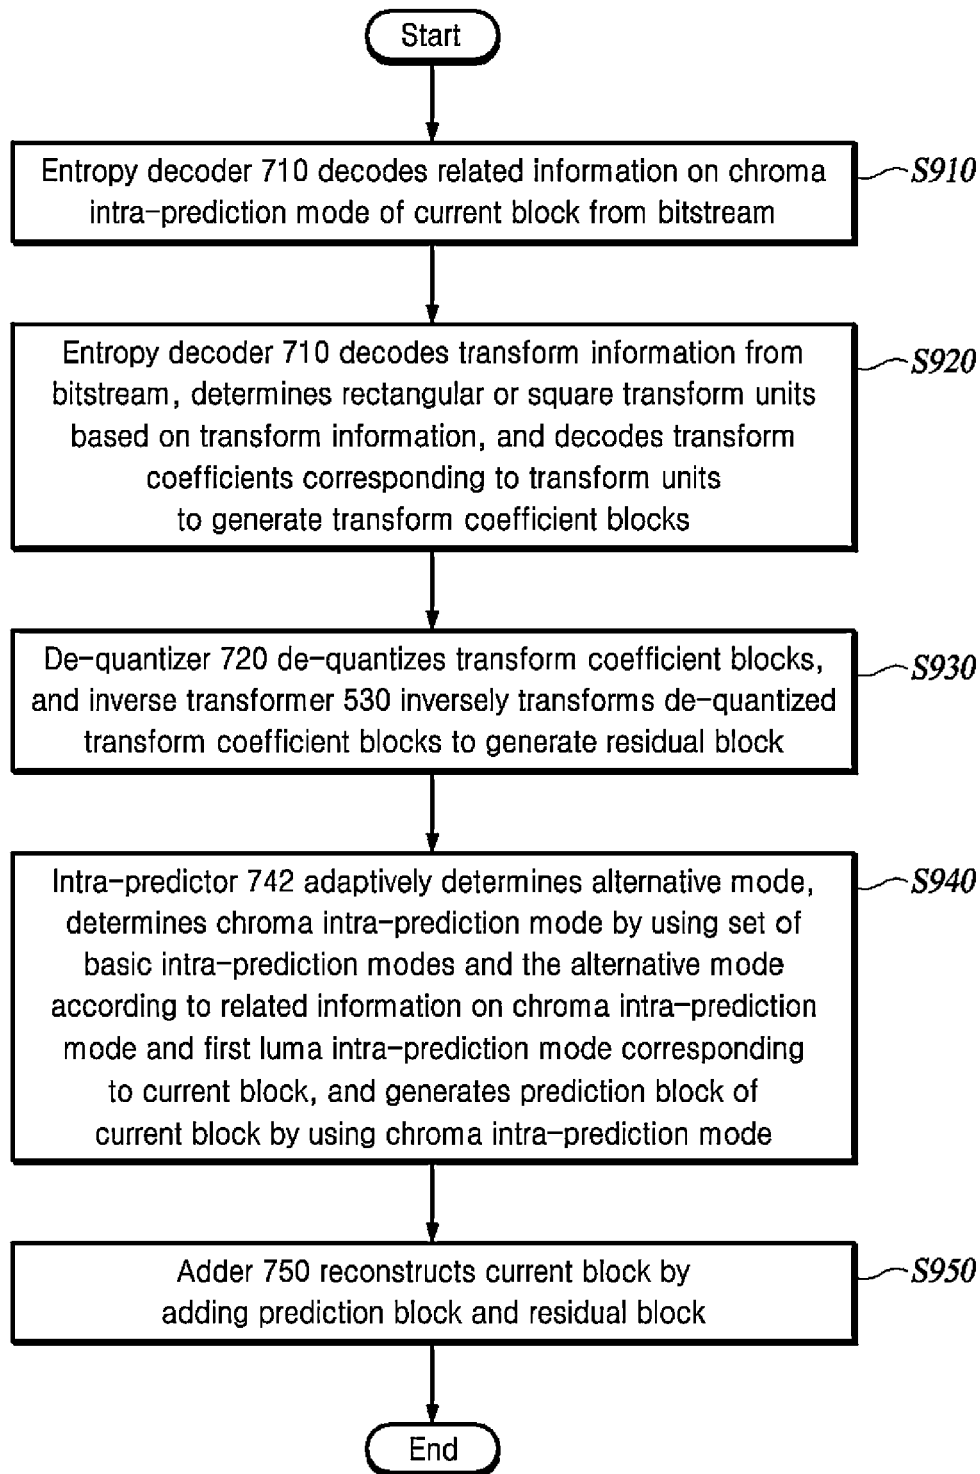 Start
Entropy decoder 710 decodes related information on chroma
intra-prediction mode of current block from bitstream
S910
Entropy decoder 710 decodes transform information from
bitstream, determines rectangular or square transform units
based on transform information, and decodes transform
coefficients corresponding to transform units
to generate transform coefficient blocks
S920
De-quantizer 720 de-quantizes transform coefficient blocks,
and inverse transformer 530 inversely transforms de-quantized
transform coefficient blocks to generate residual block
S930
Intra-predictor 742 adaptively determines alternative mode,
determines chroma intra-prediction mode by using set of
basic intra-prediction modes and the alternative mode
according to related information on chroma intra-prediction
mode and first luma intra-prediction mode corresponding
to current block, and generates prediction block of
current block by using chroma intra-prediction mode
S940
Adder 750 reconstructs current block by
adding prediction block and residual block
S950
End